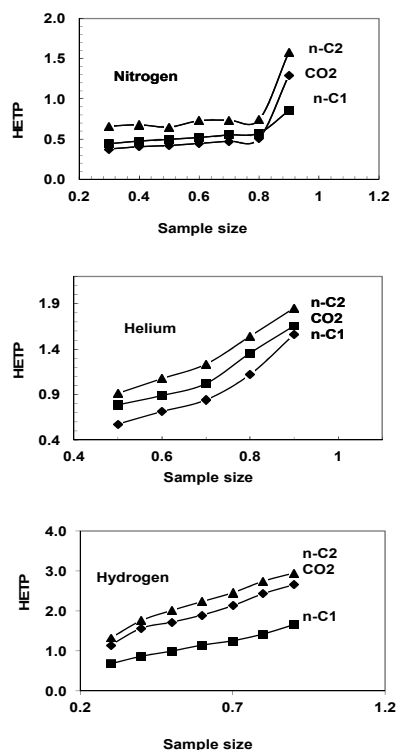 2.0
n-C2
1.5
Nitrogen
CO2
HETP
1.0
n-C1
0.5
0.0
0.2 0.4 0.6 0.8 1 1.2
Sample size
1.9
n-C2
CO2
Helium
n-C1
HETP
1.4
0.9
0.4
0.4 0.6 0.8 1
Sample size
4.0
n-C2
CO2
3.0
Hydrogen
HETP
2.0
n-C1
1.0
0.0
0.2 0.7 1.2
Sample size